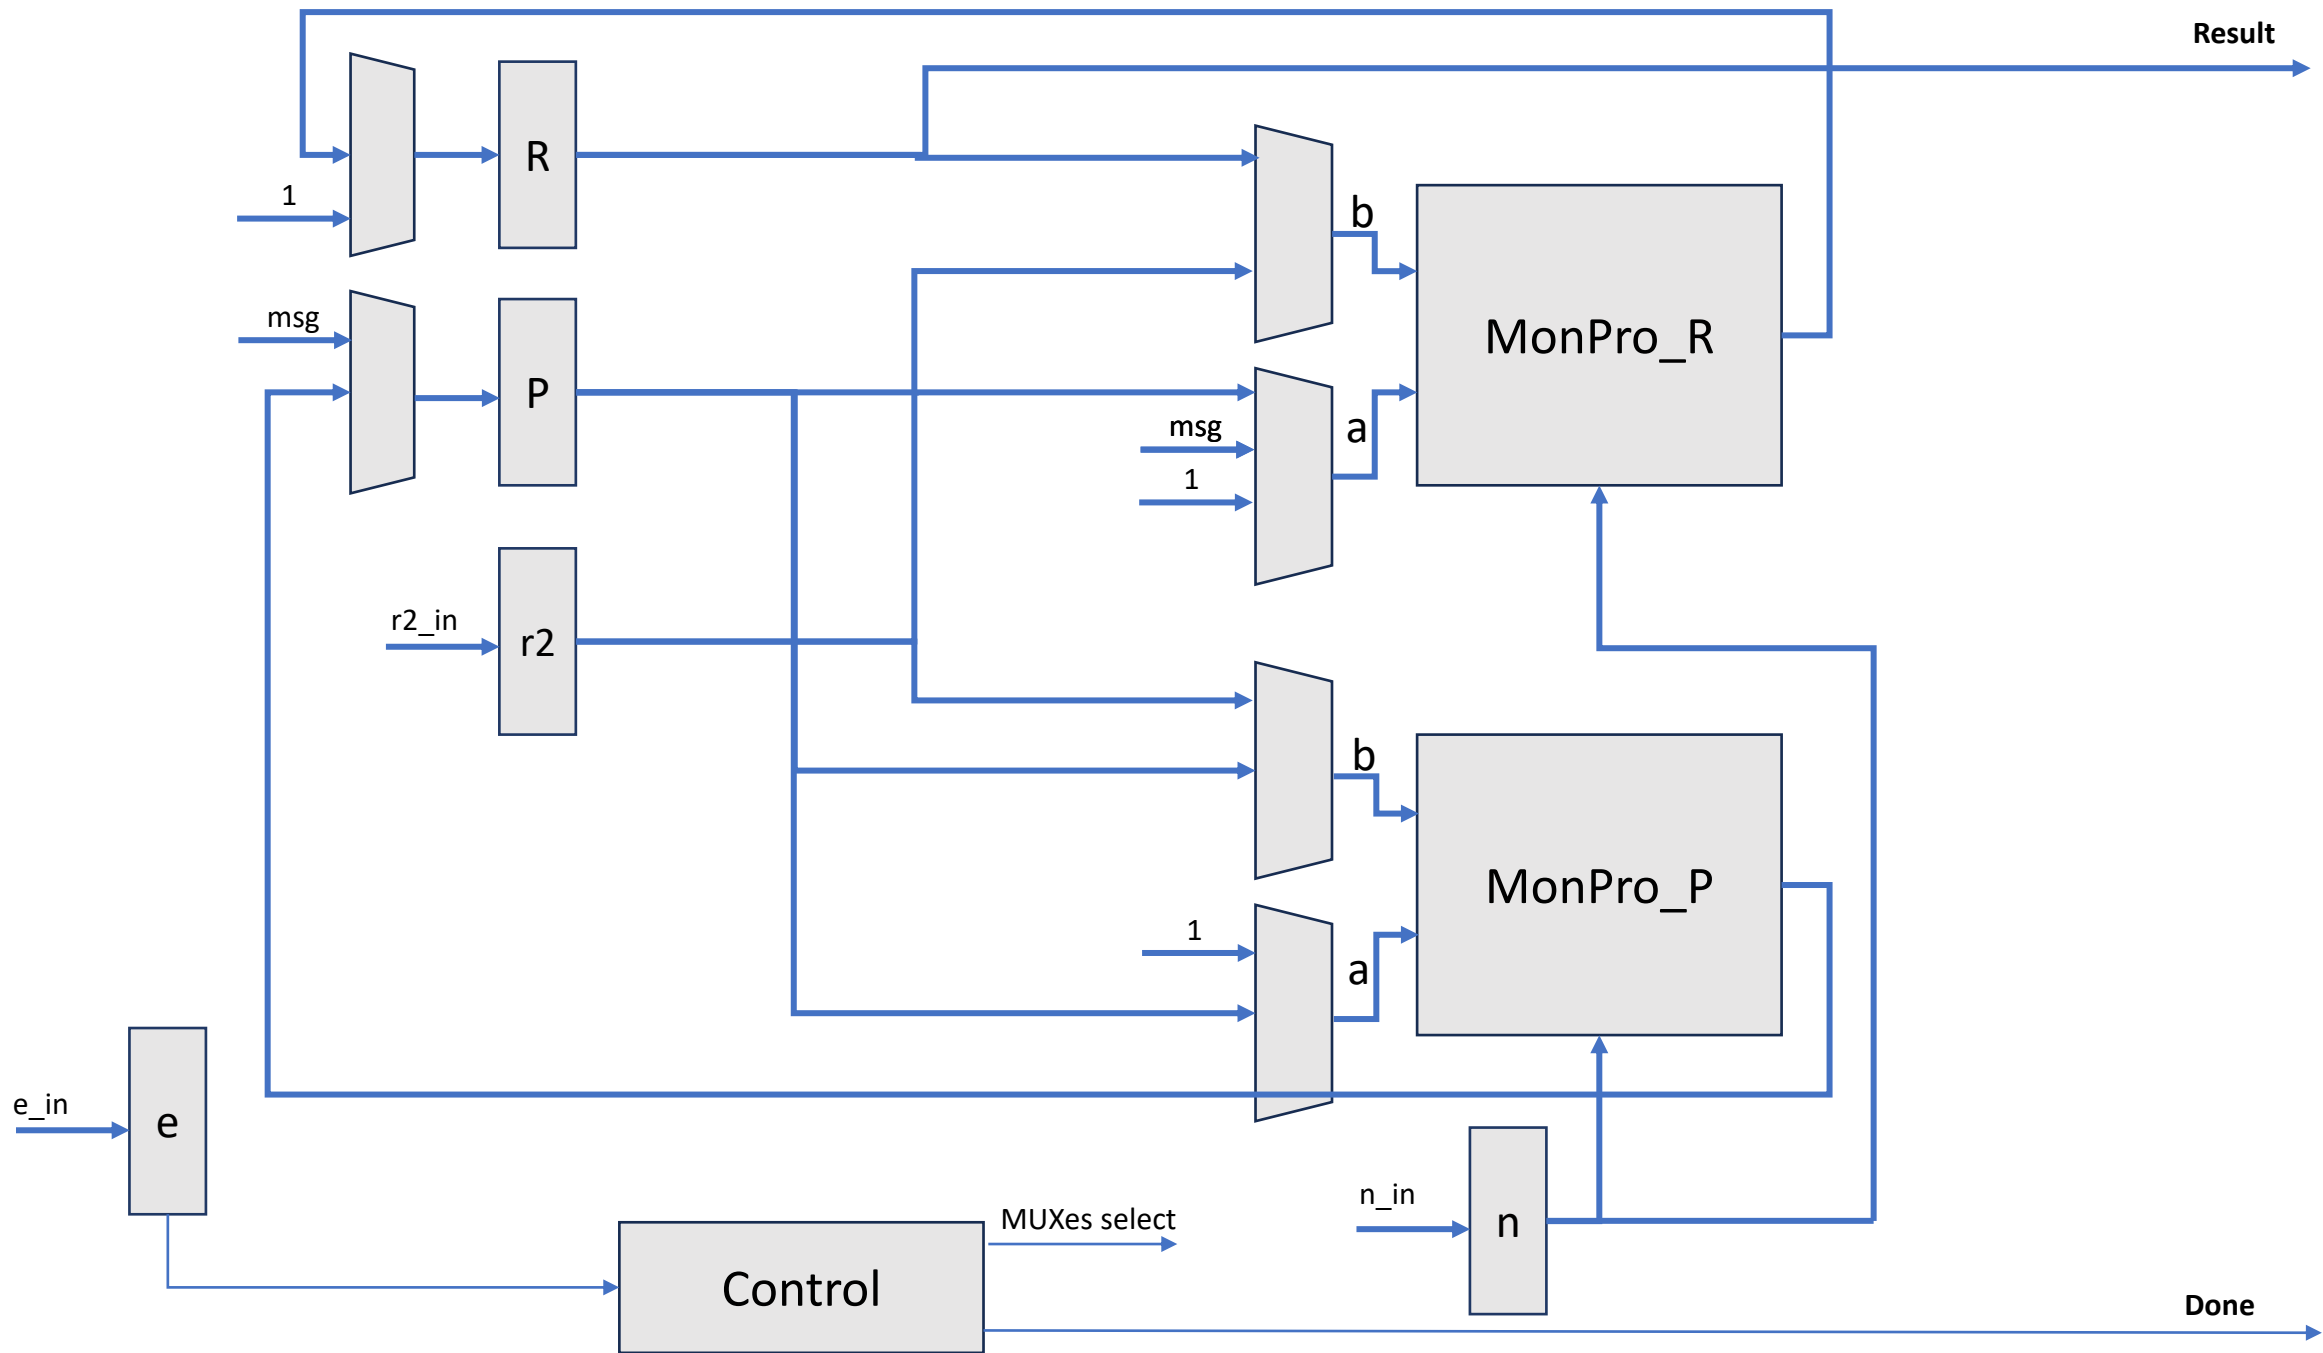 Result
R
1
b
msg
MonPro_R
P
msg
a
1
r2_in
r2
b
MonPro_P
1
a
e_in
e
n_in
MUXes select
n
Control
Done